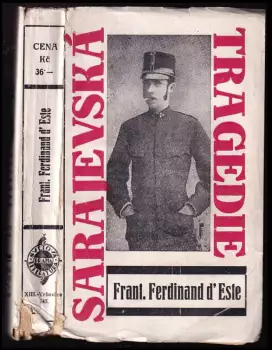 CENA
Kč
36'—
Frant. Ferdinand d' Este
SARAJEVSKÁ
TRAGEDIE
Frant. Ferdinand d' Este